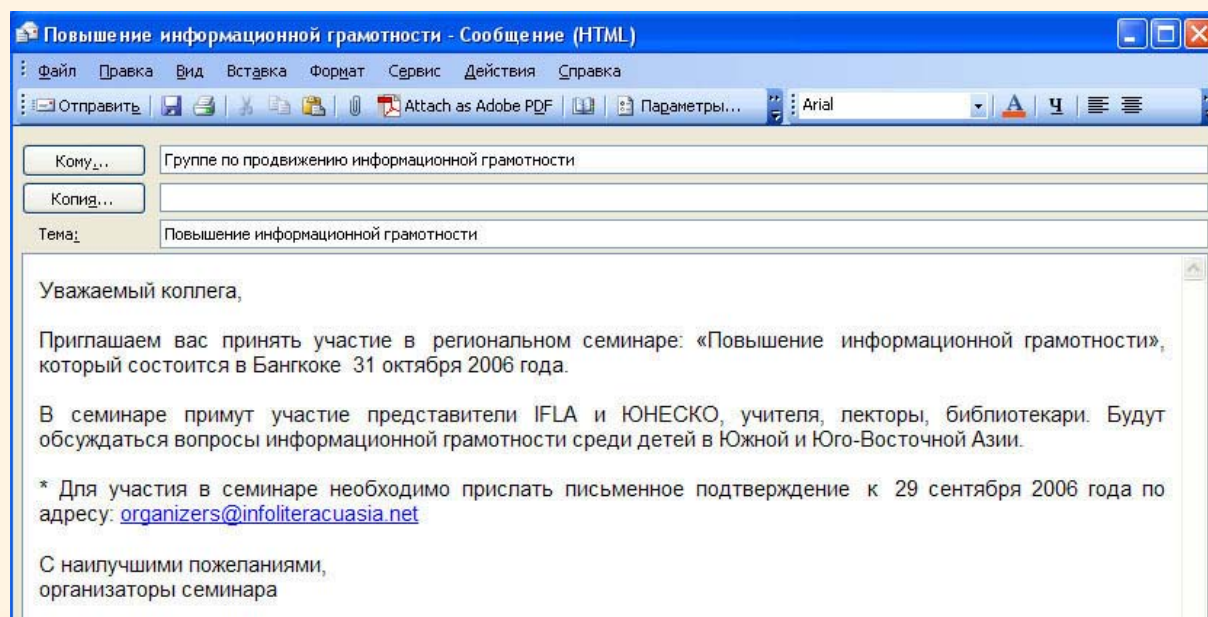 Повышение информационной грамотности - Сообщение (HTML)
Файл Правка Вид Вставка Формат Сервис Действия Справка
Отправить Attach as Adobe PDF Параметры... Arial А Ч
Кому... Группе по продвижению информационной грамотности
Копия...
Тема: Повышение информационной грамотности
Уважаемый коллега,
Приглашаем вас принять участие в региональном семинаре: «Повышение информационной грамотности»,
который состоится в Бангкоке 31 октября 2006 года.
В семинаре примут участие представители IFLA и ЮНЕСКО, учителя, лекторы, библиотекари. Будут
обсуждаться вопросы информационной грамотности среди детей в Южной и Юго-Восточной Азии.
* Для участия в семинаре необходимо прислать письменное подтверждение к 29 сентября 2006 года по
адресу: organizers@infoliteracuasia.net
С наилучшими пожеланиями,
организаторы семинара